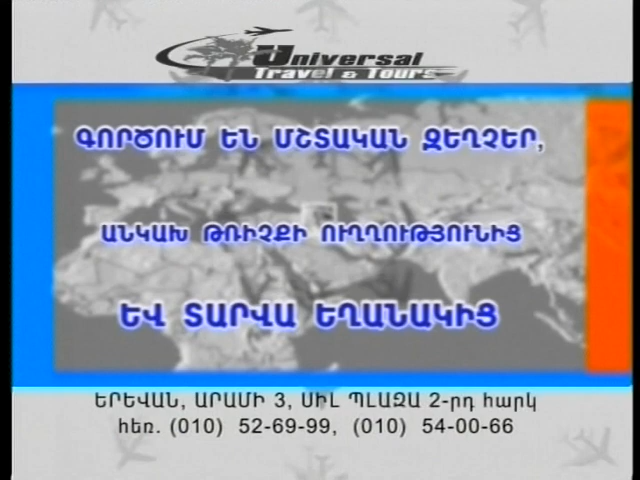 Universal
Travel & Tours
ԳՈՐԾՈՒՄ ԵՆ ՄՇՏԱԿԱՆ ԶԵՂՉԵՐ,
ԱՆԿԱԽ ԹՌԻՉՔԻ ՈՒՂՂՈՒԹՅՈՒՆԻՑ
ԵՎ ՏԱՐՎԱ ԵՂԱՆԱԿԻՑ
ԵՐԵՎԱՆ, ԱՐԱՄԻ 3, ՍԻԼ ՊԼԱԶԱ 2-րդ հարկ
հեռ. (010) 52-69-99, (010) 54-00-66